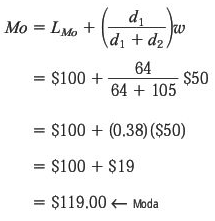 Mo = L_Mo + (d₁ / (d₁ + d₂)) w
= $100 + 64 / (64 + 105) $50
= $100 + (0.38)($50)
= $100 + $19
= $119.00 ← Moda